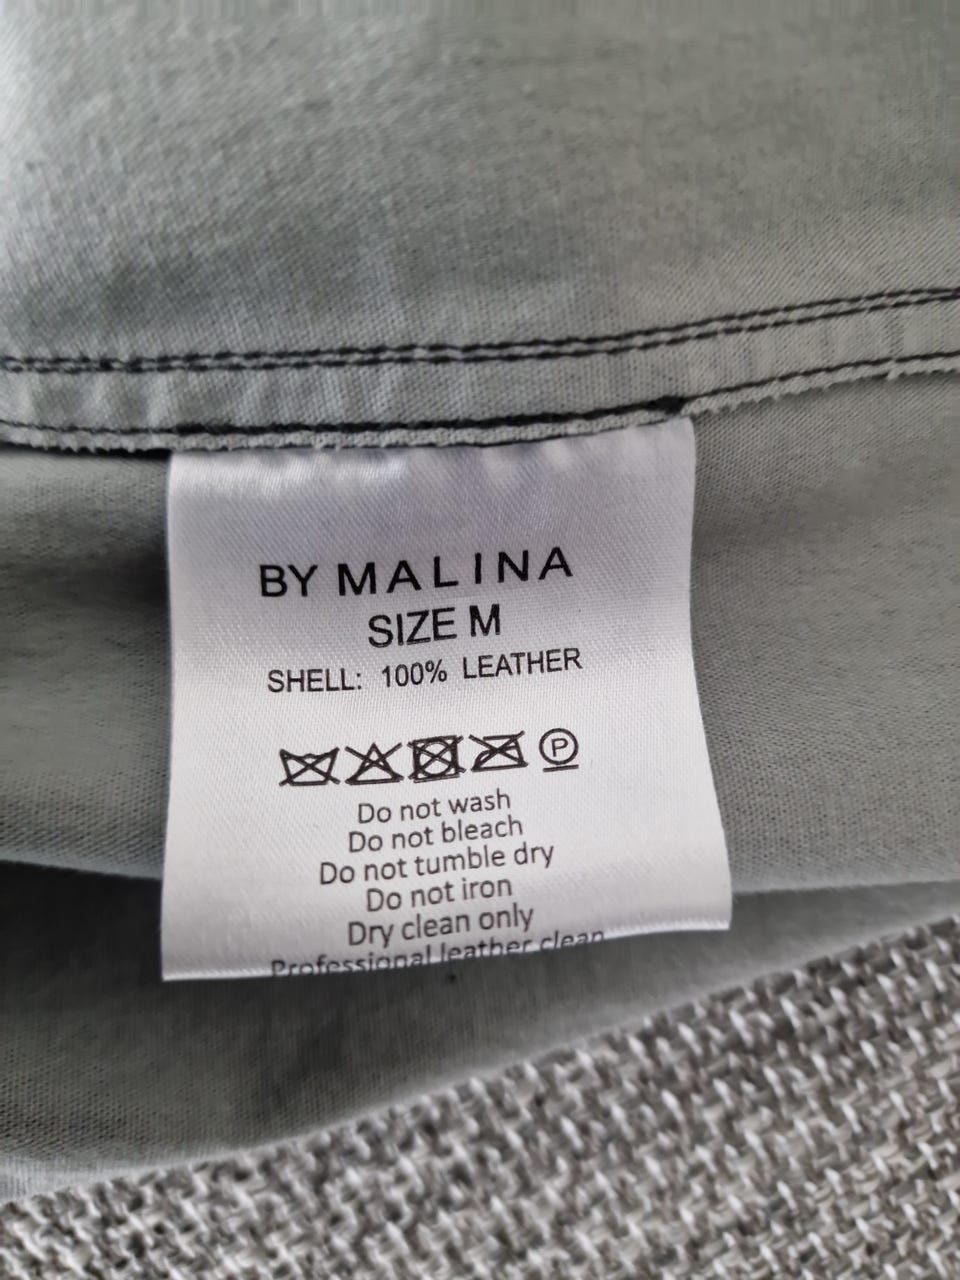 BY MALINA
SIZE M
SHELL: 100% LEATHER
P
Do not wash
Do not bleach
Do not tumble dry
Do not iron
Dry clean only
Professional leather clean